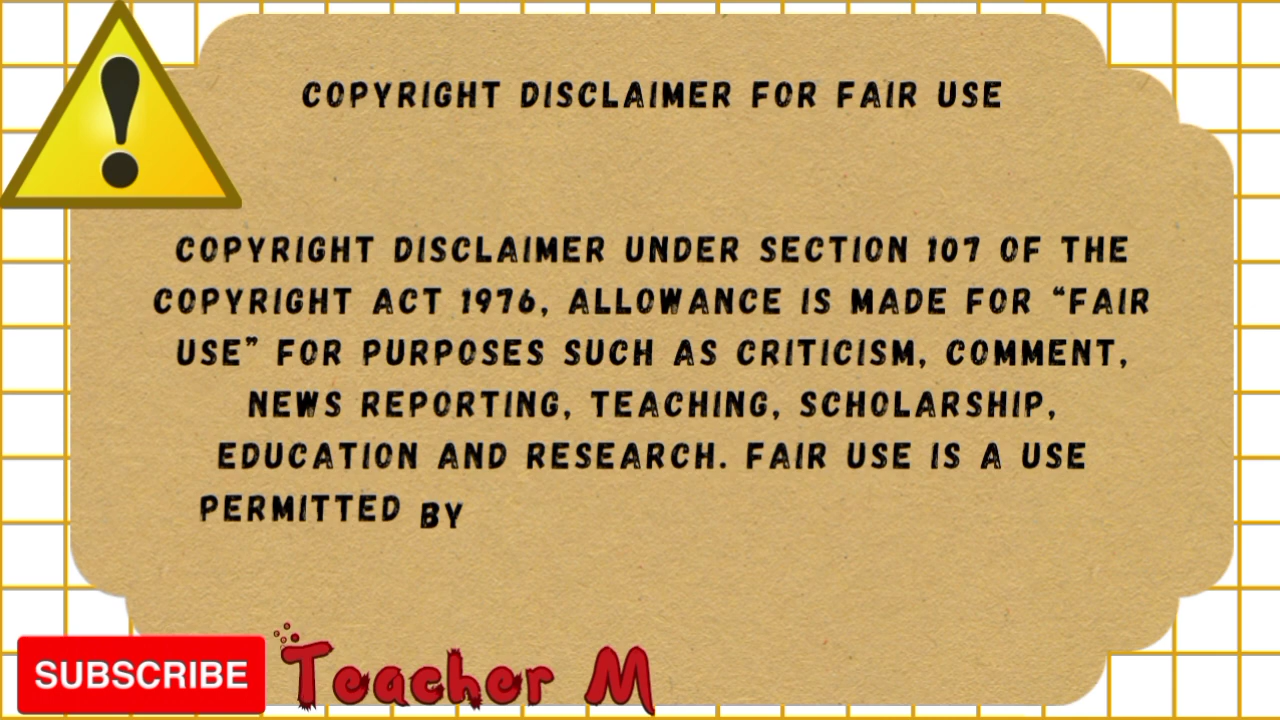 COPYRIGHT DISCLAIMER FOR FAIR USE
COPYRIGHT DISCLAIMER UNDER SECTION 107 OF THE
COPYRIGHT ACT 1976, ALLOWANCE IS MADE FOR “FAIR
USE” FOR PURPOSES SUCH AS CRITICISM, COMMENT,
NEWS REPORTING, TEACHING, SCHOLARSHIP,
EDUCATION AND RESEARCH. FAIR USE IS A USE
PERMITTED BY
SUBSCRIBE
Teacher M